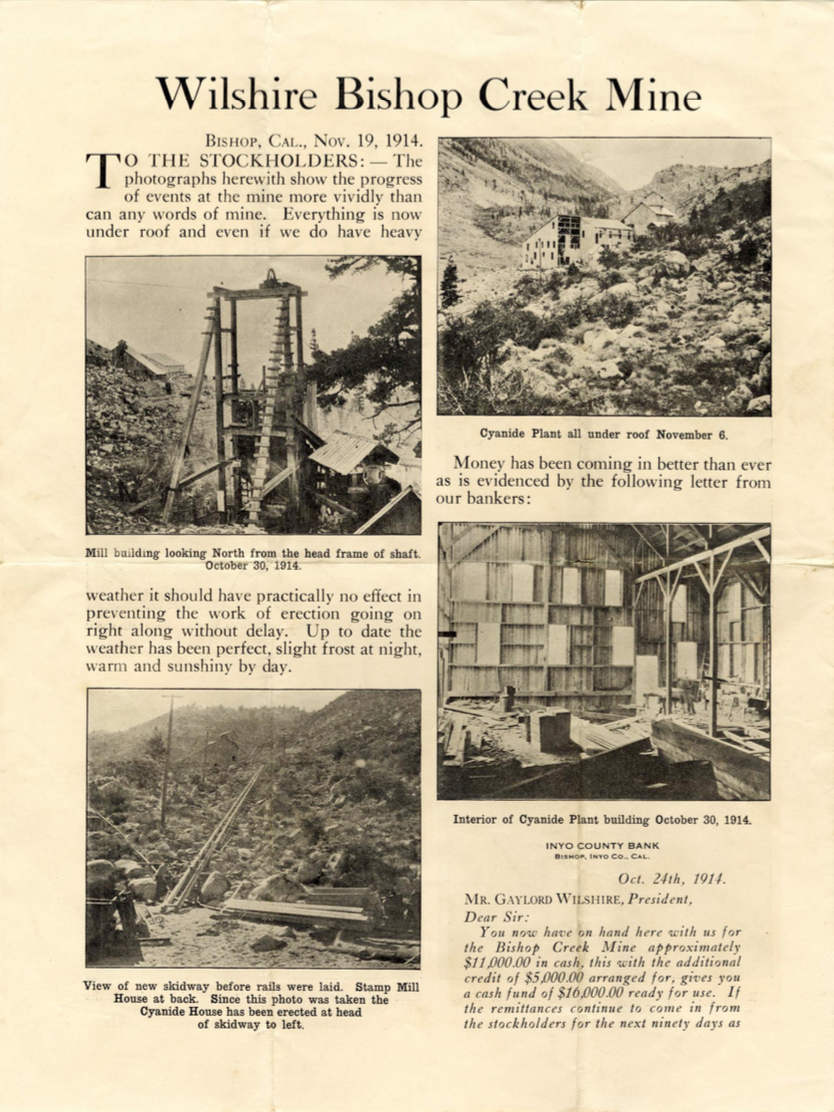 Wilshire Bishop Creek Mine
BISHOP, CAL., NOV. 19, 1914.
TO THE STOCKHOLDERS: — The
photographs herewith show the progress
of events at the mine more vividly than
can any words of mine. Everything is now
under roof and even if we do have heavy
Mill building looking North from the head frame of shaft.
October 30, 1914.
weather it should have practically no effect in
preventing the work of erection going on
right along without delay. Up to date the
weather has been perfect, slight frost at night,
warm and sunshiny by day.
View of new skidway before rails were laid. Stamp Mill
House at back. Since this photo was taken the
Cyanide House has been erected at head
of skidway to left.
Cyanide Plant all under roof November 6.
Money has been coming in better than ever
as is evidenced by the following letter from
our bankers:
Interior of Cyanide Plant building October 30, 1914.
INYO COUNTY BANK
BISHOP, INYO CO., CAL.
Oct. 24th, 1914.
MR. GAYLORD WILSHIRE, President,
Dear Sir:
You now have on hand here with us for
the Bishop Creek Mine approximately
$11,000.00 in cash, this with the additional
credit of $5,000.00 arranged for, gives you
a cash fund of $16,000.00 ready for use. If
the remittances continue to come in from
the stockholders for the next ninety days as